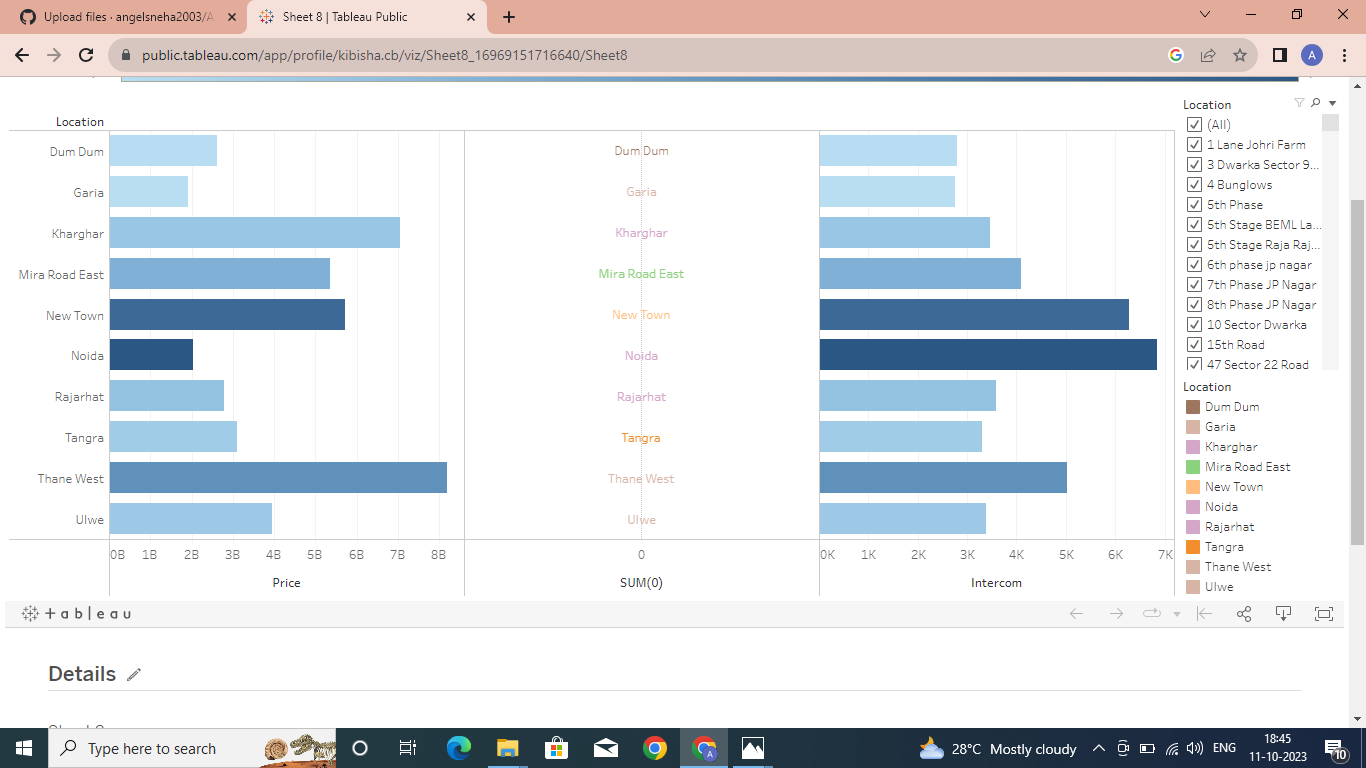 Upload files · angelsneha2003/A
Sheet 8 | Tableau Public
public.tableau.com/app/profile/kibisha.cb/viz/Sheet8_16969151716640/Sheet8
A
Location
Dum Dum
Garia
Kharghar
Mira Road East
New Town
Noida
Rajarhat
Tangra
Thane West
Ulwe
0B 1B 2B 3B 4B 5B 6B 7B 8B
Price
Dum Dum
Garia
Kharghar
Mira Road East
New Town
Noida
Rajarhat
Tangra
Thane West
Ulwe
0
SUM(0)
0K 1K 2K 3K 4K 5K 6K 7K
Intercom
Location
(All)
1 Lane Johri Farm
3 Dwarka Sector 9...
4 Bunglows
5th Phase
5th Stage BEML La...
5th Stage Raja Raj...
6th phase jp nagar
7th Phase JP Nagar
8th Phase JP Nagar
10 Sector Dwarka
15th Road
47 Sector 22 Road
Location
Dum Dum
Garia
Kharghar
Mira Road East
New Town
Noida
Rajarhat
Tangra
Thane West
Ulwe
+ a b | e a u
Details
Type here to search
28°C Mostly cloudy
ENG
18:45
11-10-2023
10